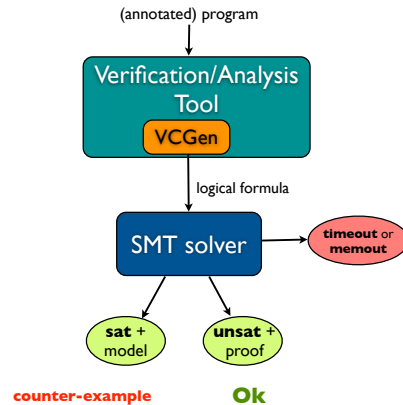 (annotated) program
Verification/Analysis
Tool
VCGen
logical formula
SMT solver
timeout or
memout
sat +
model
unsat +
proof
counter-example
Ok